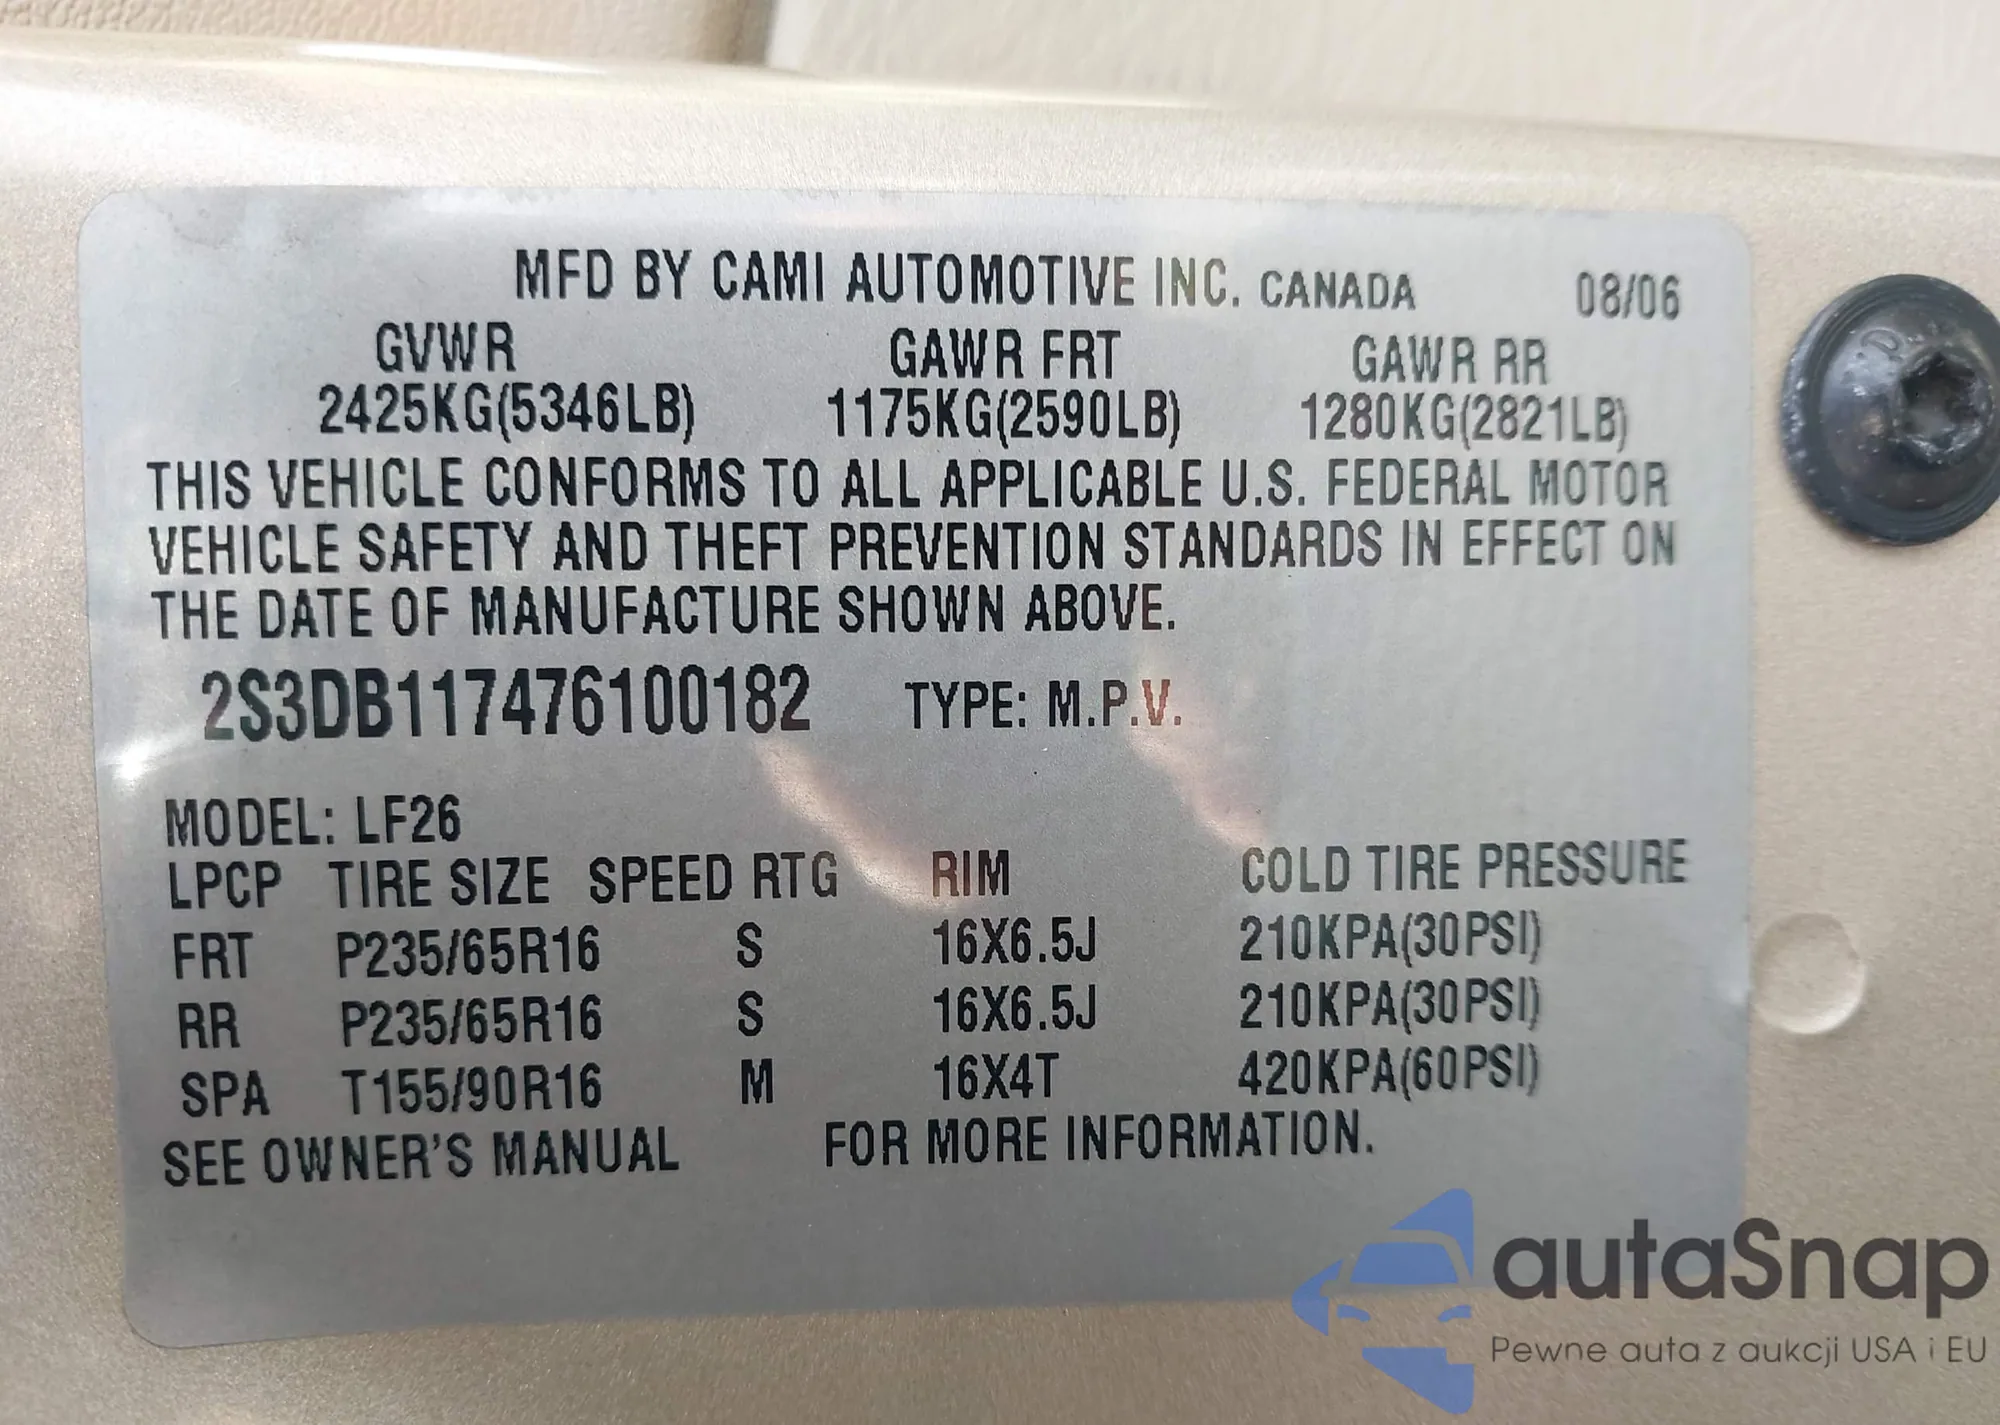 MFD BY CAMI AUTOMOTIVE INC. CANADA 08/06
GVWR GAWR FRT GAWR RR
2425KG(5346LB) 1175KG(2590LB) 1280KG(2821LB)
THIS VEHICLE CONFORMS TO ALL APPLICABLE U.S. FEDERAL MOTOR
VEHICLE SAFETY AND THEFT PREVENTION STANDARDS IN EFFECT ON
THE DATE OF MANUFACTURE SHOWN ABOVE.
2S3DB117476100182 TYPE: M.P.V.
MODEL: LF26
LPCP TIRE SIZE SPEED RTG RIM COLD TIRE PRESSURE
FRT P235/65R16 S 16X6.5J 210KPA(30PSI)
RR P235/65R16 S 16X6.5J 210KPA(30PSI)
SPA T155/90R16 M 16X4T 420KPA(60PSI)
SEE OWNER'S MANUAL FOR MORE INFORMATION.
autaSnap
Pewne auta z aukcji USA i EU